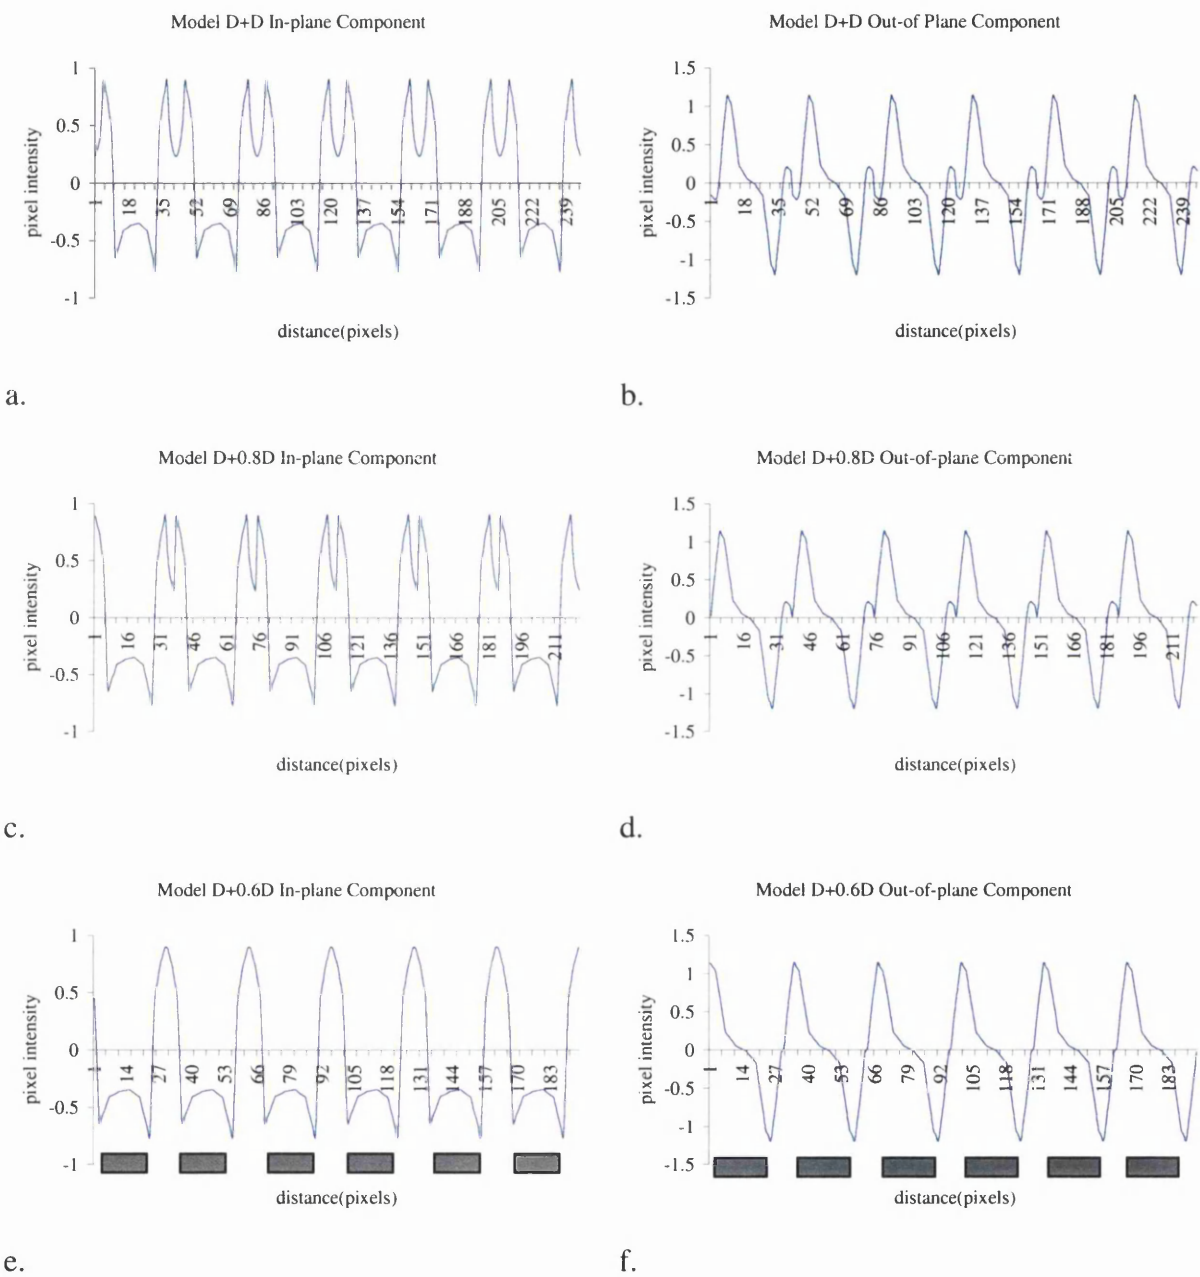 Model D+D In-plane Component
1
0.5
0
-0.5
-1
pixel intensity
1 18 35 52 69 86 103 120 137 154 171 188 205 222 239
distance(pixels)
a.
Model D+D Out-of Plane Component
1.5
1
0.5
0
-0.5
-1
-1.5
pixel intensity
1 18 35 52 69 86 103 120 137 154 171 188 205 222 239
distance(pixels)
b.
Model D+0.8D In-plane Component
1
0.5
0
-0.5
-1
pixel intensity
1 16 31 46 61 76 91 106 121 136 151 166 181 196 211
distance(pixels)
c.
Model D+0.8D Out-of-plane Component
1.5
1
0.5
0
-0.5
-1
-1.5
pixel intensity
1 16 31 46 61 76 91 106 121 136 151 166 181 196 211
distance(pixels)
d.
Model D+0.6D In-plane Component
1
0.5
0
-0.5
-1
pixel intensity
1 14 27 40 53 66 79 92 105 118 131 144 157 170 183
distance(pixels)
e.
Model D+0.6D Out-of-plane Component
1.5
1
0.5
0
-0.5
-1
-1.5
pixel intensity
1 14 27 40 53 66 79 92 105 118 131 144 157 170 183
distance(pixels)
f.